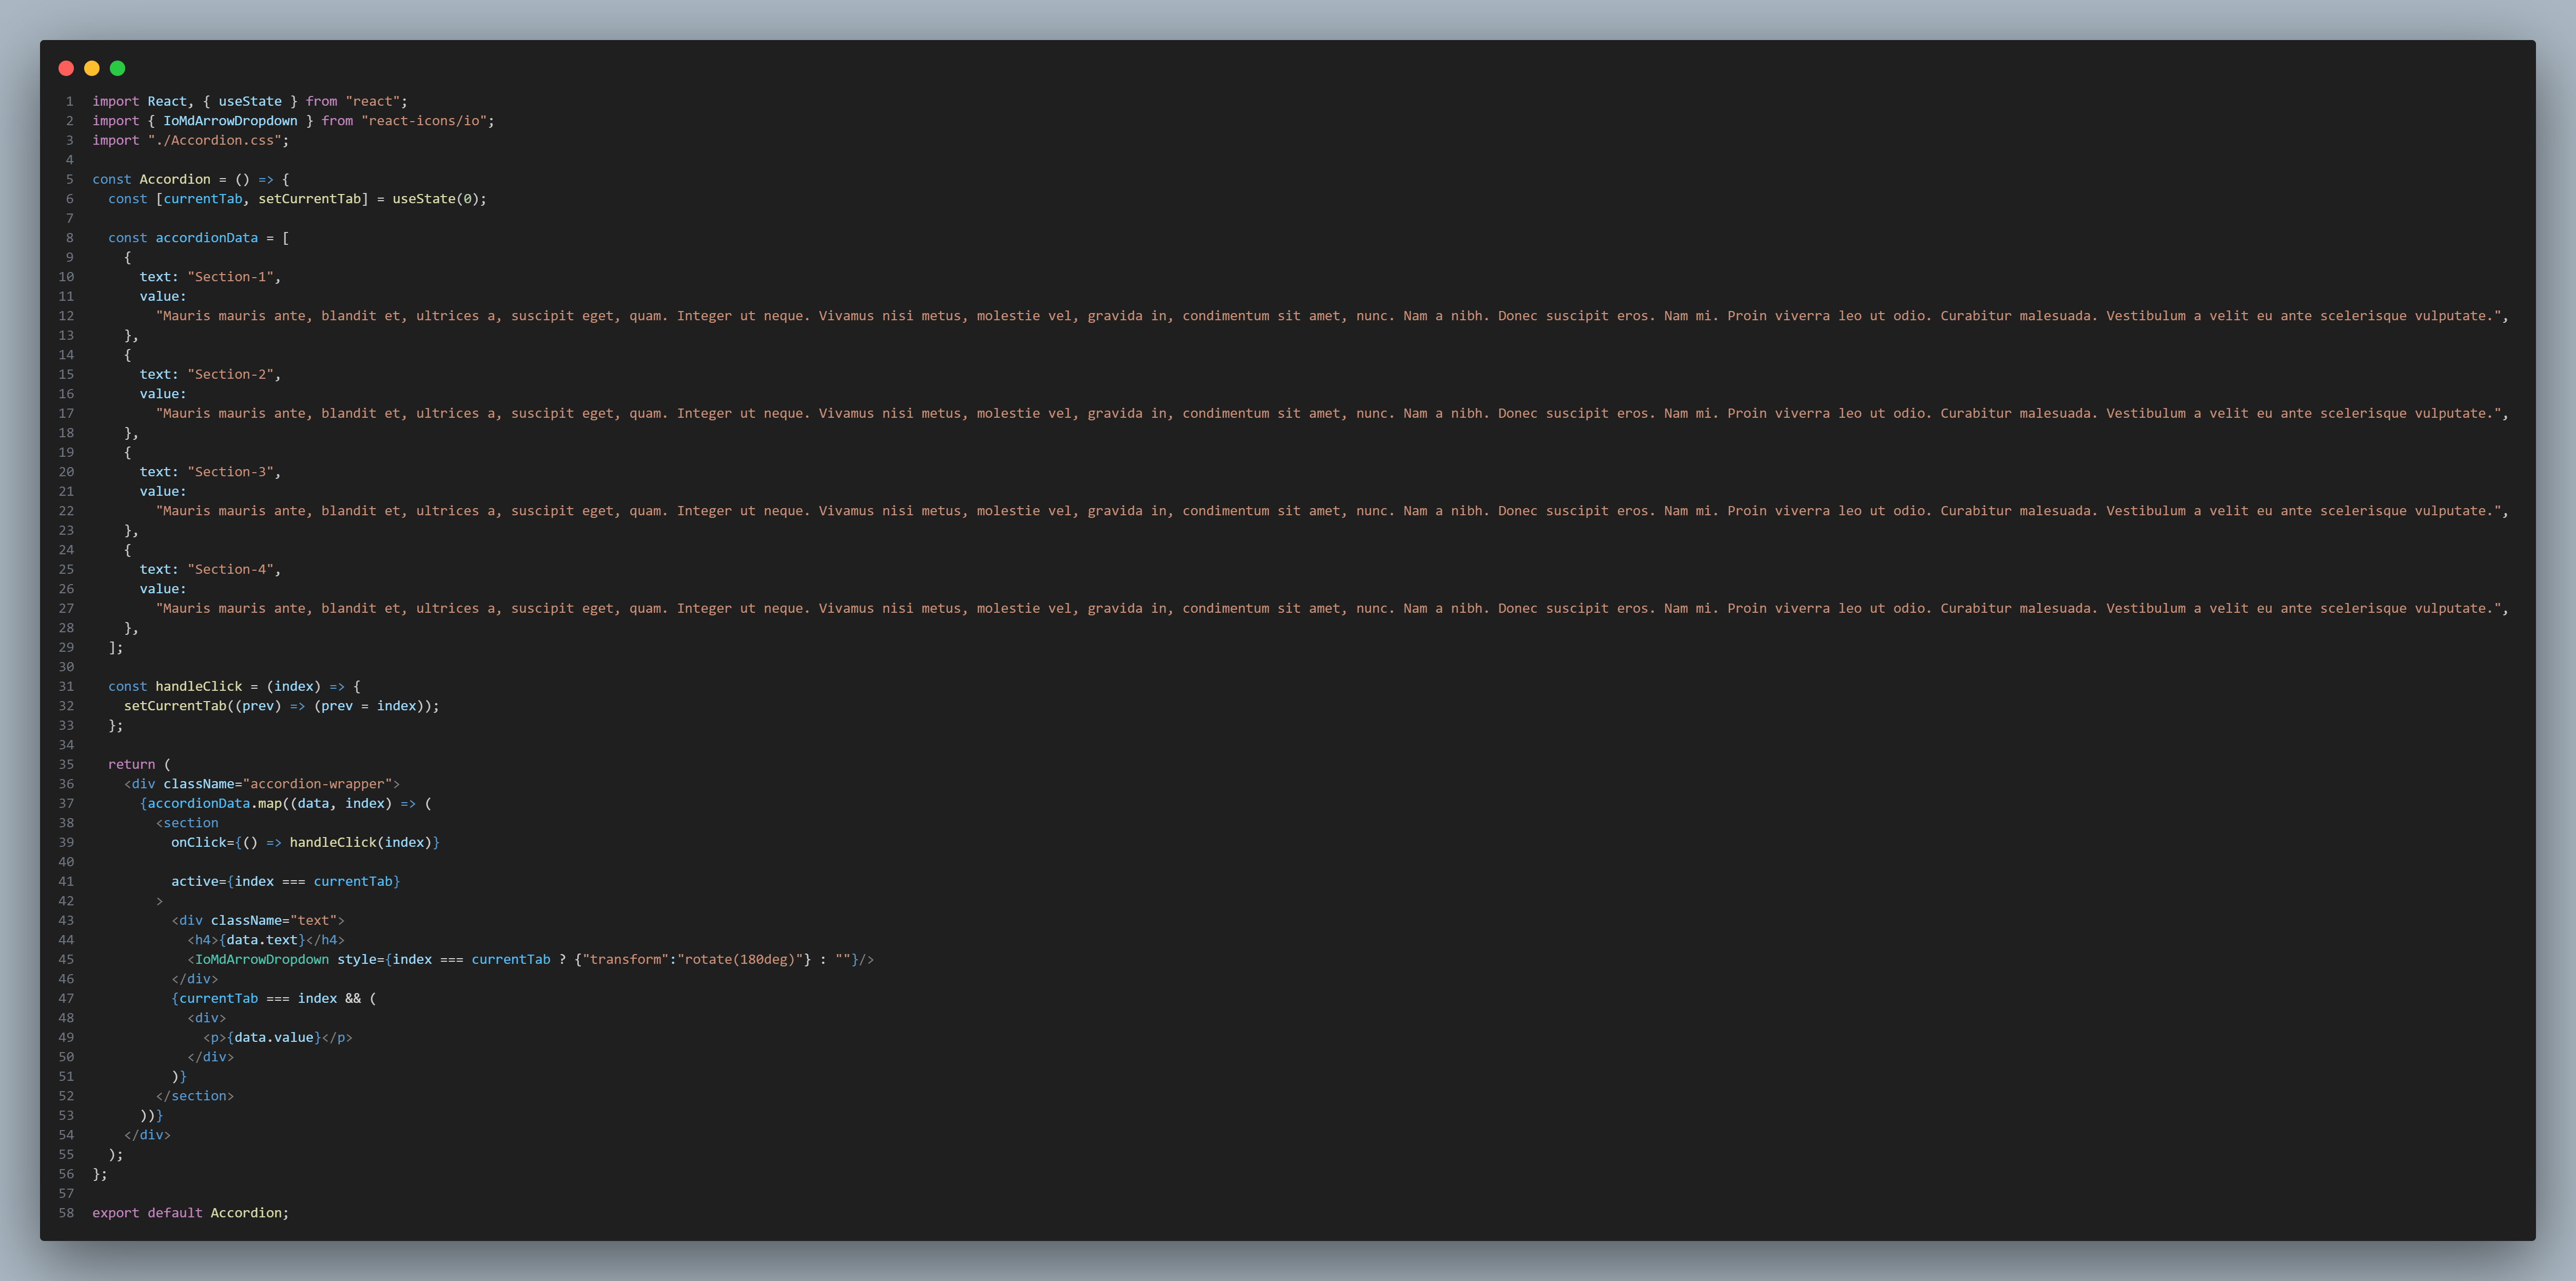 1 import React, { useState } from "react";
2 import { IoMdArrowDropdown } from "react-icons/io";
3 import "./Accordion.css";
4
5 const Accordion = () => {
6   const [currentTab, setCurrentTab] = useState(0);
7
8   const accordionData = [
9     {
10       text: "Section-1",
11       value:
12         "Mauris mauris ante, blandit et, ultrices a, suscipit eget, quam. Integer ut neque. Vivamus nisi metus, molestie vel, gravida in, condimentum sit amet, nunc. Nam a nibh. Donec suscipit eros. Nam mi. Proin viverra leo ut odio. Curabitur malesuada. Vestibulum a velit eu ante scelerisque vulputate.",
13     },
14     {
15       text: "Section-2",
16       value:
17         "Mauris mauris ante, blandit et, ultrices a, suscipit eget, quam. Integer ut neque. Vivamus nisi metus, molestie vel, gravida in, condimentum sit amet, nunc. Nam a nibh. Donec suscipit eros. Nam mi. Proin viverra leo ut odio. Curabitur malesuada. Vestibulum a velit eu ante scelerisque vulputate.",
18     },
19     {
20       text: "Section-3",
21       value:
22         "Mauris mauris ante, blandit et, ultrices a, suscipit eget, quam. Integer ut neque. Vivamus nisi metus, molestie vel, gravida in, condimentum sit amet, nunc. Nam a nibh. Donec suscipit eros. Nam mi. Proin viverra leo ut odio. Curabitur malesuada. Vestibulum a velit eu ante scelerisque vulputate.",
23     },
24     {
25       text: "Section-4",
26       value:
27         "Mauris mauris ante, blandit et, ultrices a, suscipit eget, quam. Integer ut neque. Vivamus nisi metus, molestie vel, gravida in, condimentum sit amet, nunc. Nam a nibh. Donec suscipit eros. Nam mi. Proin viverra leo ut odio. Curabitur malesuada. Vestibulum a velit eu ante scelerisque vulputate.",
28     },
29   ];
30
31   const handleClick = (index) => {
32     setCurrentTab((prev) => (prev = index));
33   };
34
35   return (
36     <div className="accordion-wrapper">
37       {accordionData.map((data, index) => (
38         <section
39           onClick={() => handleClick(index)}
40
41           active={index === currentTab}
42         >
43           <div className="text">
44             <h4>{data.text}</h4>
45             <IoMdArrowDropdown style={index === currentTab ? {"transform":"rotate(180deg)"} : ""}/>
46           </div>
47           {currentTab === index && (
48             <div>
49               <p>{data.value}</p>
50             </div>
51           )}
52         </section>
53       ))}
54     </div>
55   );
56 };
57
58 export default Accordion;